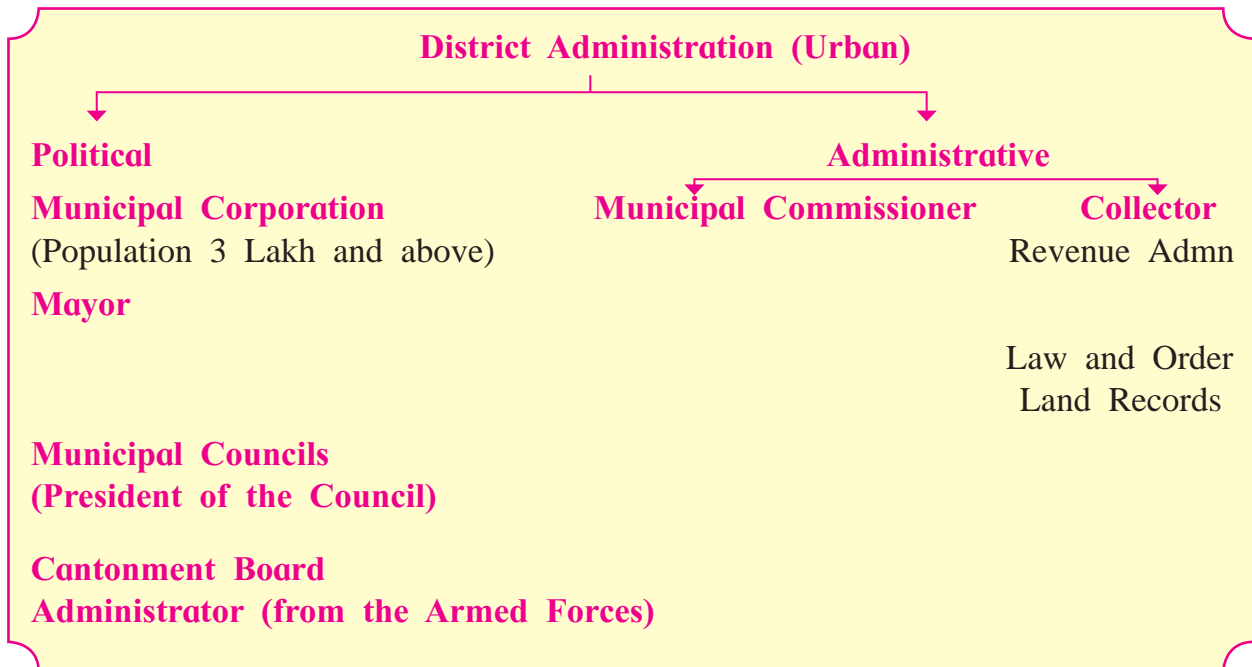 District Administration (Urban)
Political
Administrative
Municipal Corporation
Municipal Commissioner
Collector
(Population 3 Lakh and above)
Revenue Admn
Mayor
Law and Order
Land Records
Municipal Councils
(President of the Council)
Cantonment Board
Administrator (from the Armed Forces)